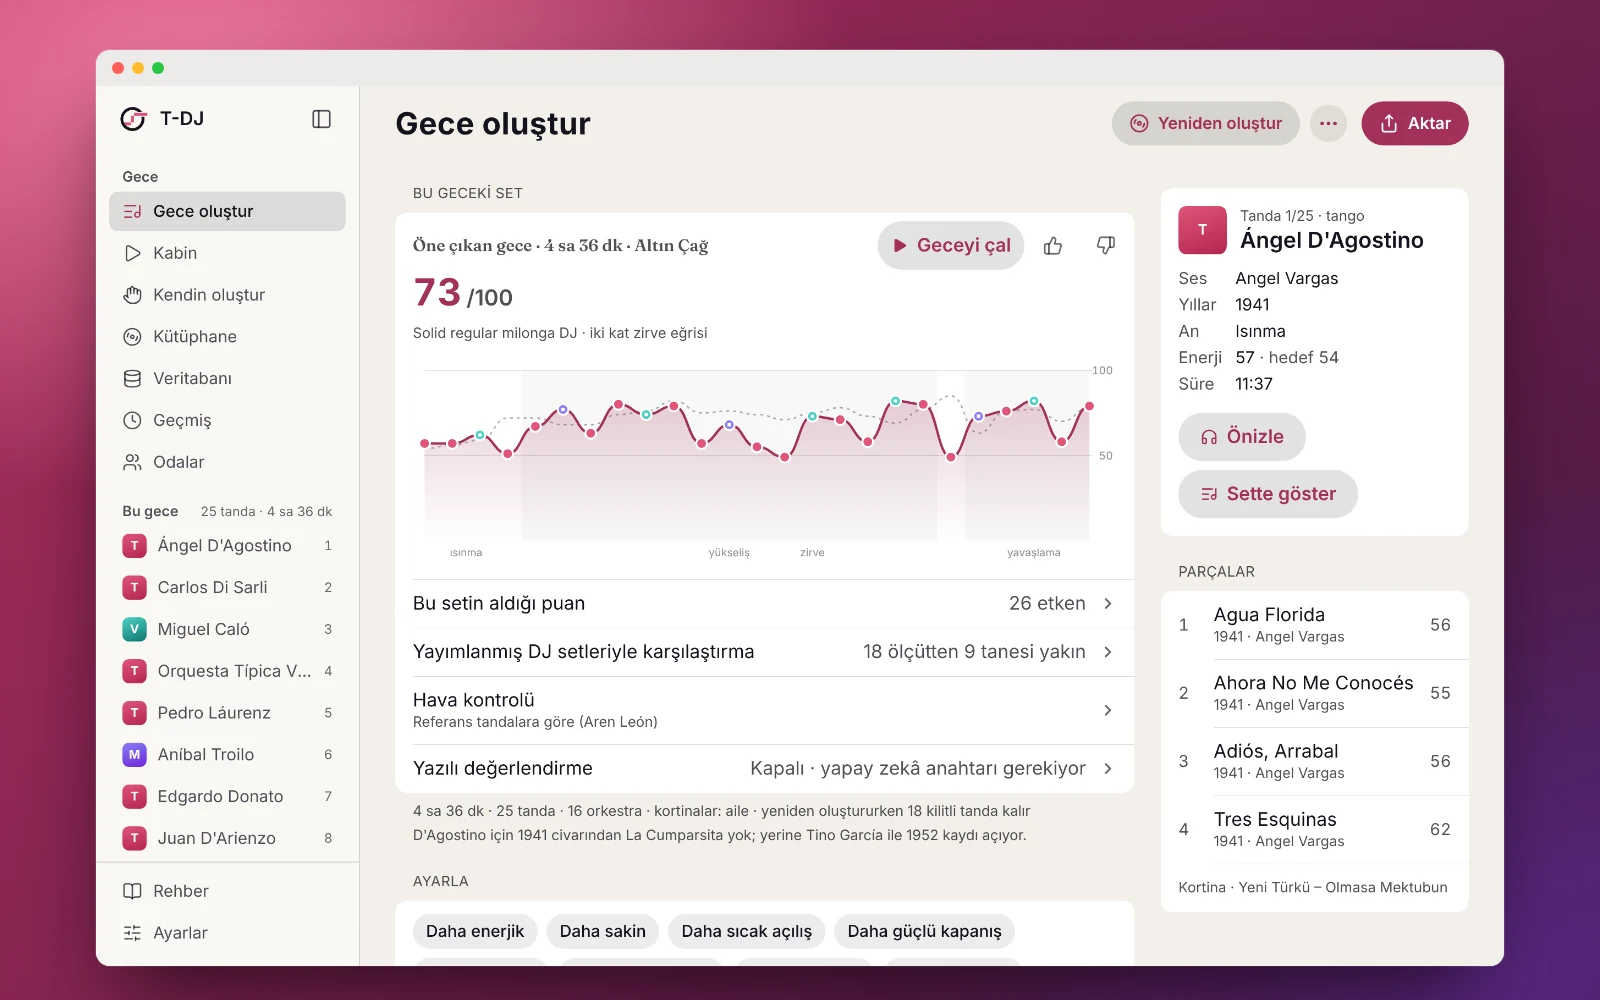 T-DJ
Gece
Gece oluştur
Kabin
Kendin oluştur
Kütüphane
Veritabanı
Geçmiş
Odalar
Bu gece 25 tanda · 4 sa 36 dk
T Ángel D'Agostino 1
T Carlos Di Sarli 2
V Miguel Caló 3
T Orquesta Típica V... 4
T Pedro Láurenz 5
M Aníbal Troilo 6
T Edgardo Donato 7
T Juan D'Arienzo 8
Rehber
Ayarlar
Gece oluştur
Yeniden oluştur
Aktar
BU GECEKİ SET
Öne çıkan gece · 4 sa 36 dk · Altın Çağ
Geceyi çal
73 /100
Solid regular milonga DJ · iki kat zirve eğrisi
100
50
ısınma yükseliş zirve yavaşlama
Bu setin aldığı puan 26 etken
Yayımlanmış DJ setleriyle karşılaştırma 18 ölçütten 9 tanesi yakın
Hava kontrolü
Referans tandalara göre (Aren León)
Yazılı değerlendirme Kapalı · yapay zekâ anahtarı gerekiyor
4 sa 36 dk · 25 tanda · 16 orkestra · kortinalar: aile · yeniden oluştururken 18 kilitli tanda kalır
D'Agostino için 1941 civarından La Cumparsita yok; yerine Tino García ile 1952 kaydı açıyor.
AYARLA
Daha enerjik
Daha sakin
Daha sıcak açılış
Daha güçlü kapanış
T
Tanda 1/25 · tango
Ángel D'Agostino
Ses Angel Vargas
Yıllar 1941
An Isınma
Enerji 57 · hedef 54
Süre 11:37
Önizle
Sette göster
PARÇALAR
1 Agua Florida 56
1941 · Angel Vargas
2 Ahora No Me Conocés 55
1941 · Angel Vargas
3 Adiós, Arrabal 56
1941 · Angel Vargas
4 Tres Esquinas 62
1941 · Angel Vargas
Kortina · Yeni Türkü – Olmasa Mektubun